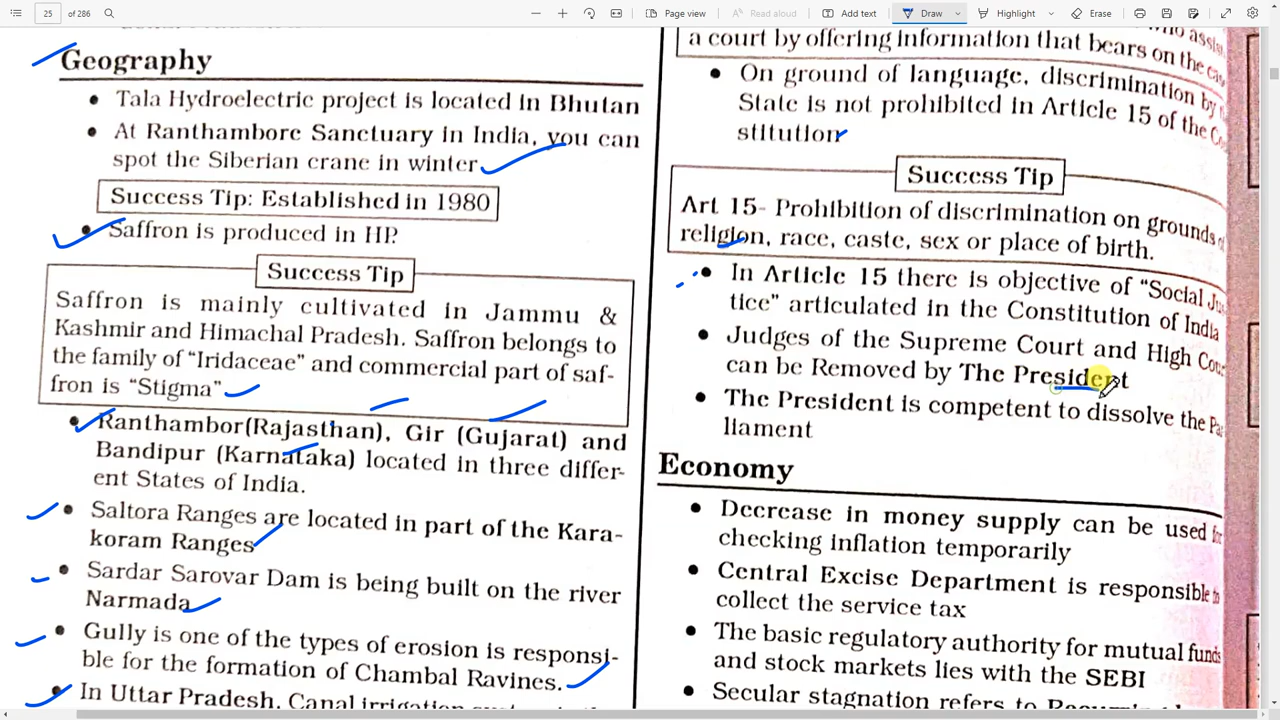 25 of 286
Page view
Read aloud
Add text
Draw
Highlight
Erase
Geography
• Tala Hydroelectric project is located in Bhutan
• At Ranthambore Sanctuary in India, you can
spot the Siberian crane in winter
Success Tip: Established in 1980
• Saffron is produced in HP.
Success Tip
Saffron is mainly cultivated in Jammu &
Kashmir and Himachal Pradesh. Saffron belongs to
the family of “Iridaceae” and commercial part of saf-
fron is “Stigma”
• Ranthambor(Rajasthan), Gir (Gujarat) and
Bandipur (Karnataka) located in three differ-
ent States of India.
• Saltora Ranges are located in part of the Kara-
koram Ranges
• Sardar Sarovar Dam is being built on the river
Narmada
• Gully is one of the types of erosion is responsi-
ble for the formation of Chambal Ravines.
• In Uttar Pradesh, Canal irrigation
a court by offering information that bears on the case
• On ground of language, discrimination by
State is not prohibited in Article 15 of the
stitution
Success Tip
Art 15- Prohibition of discrimination on grounds of
religion, race, caste, sex or place of birth.
• In Article 15 there is objective of “Social
tice” articulated in the Constitution of India
• Judges of the Supreme Court and High
can be Removed by The President
• The President is competent to dissolve the
liament
Economy
• Decrease in money supply can be used
checking inflation temporarily
• Central Excise Department is responsible to
collect the service tax
• The basic regulatory authority for mutual funds
and stock markets lies with the SEBI
• Secular stagnation refers to